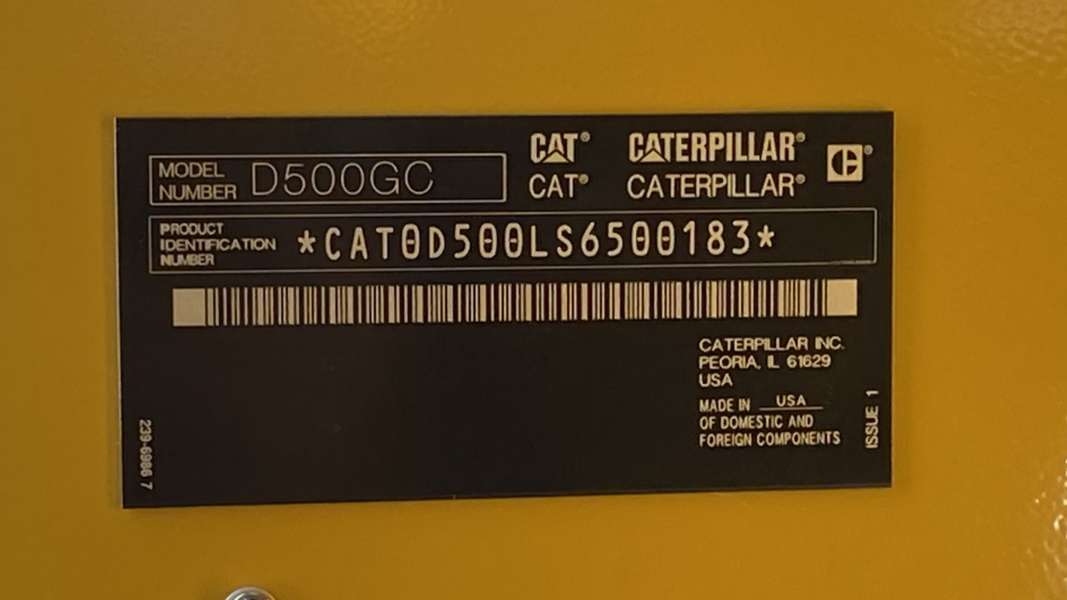 MODEL
NUMBER D500GC
CAT® CATERPILLAR®
CAT® CATERPILLAR®
PRODUCT
IDENTIFICATION
NUMBER
*CAT0D500LS6500183*
CATERPILLAR INC.
PEORIA, IL 61629
USA
MADE IN USA
OF DOMESTIC AND
FOREIGN COMPONENTS
ISSUE 1
239-6986 7